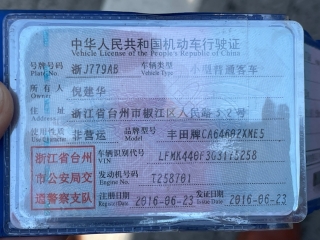 中华人民共和国机动车行驶证
Vehicle License of the People's Republic of China
号牌号码 浙J779AB 车辆类型 小型普通客车
Plate No. Vehicle Type
所有人 倪建华
Owner
住址 浙江省台州市椒江区人民路
Address
使用性质 非营运 品牌型号 丰田牌CA6460ZXME5
浙江省台州
市公安局交
通警察支队
车辆识别代号
VIN
发动机号码
Engine No.
注册日期 2016-06-23 发证日期 2016-06-23
Register Date Issue Date